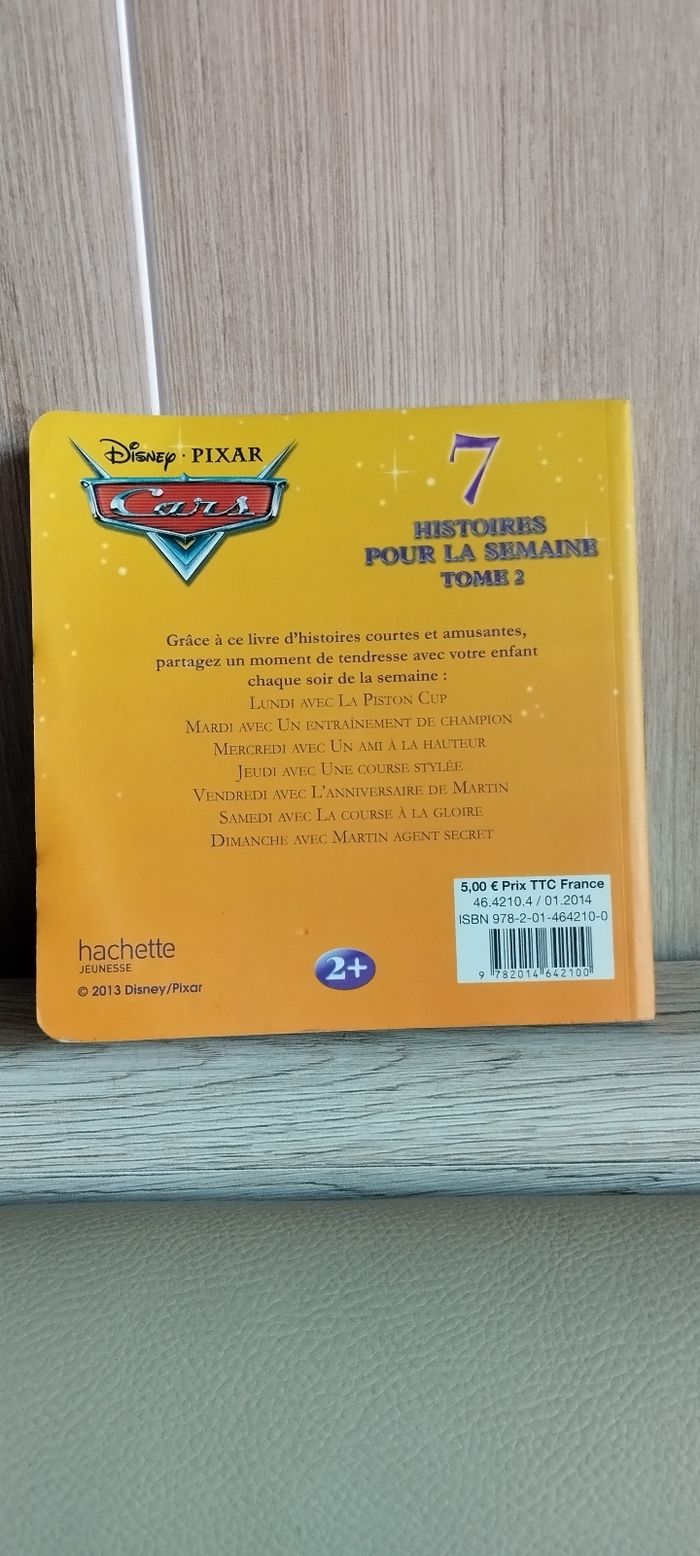 Disney · PIXAR
Cars
7
HISTOIRES
POUR LA SEMAINE
TOME 2
Grâce à ce livre d'histoires courtes et amusantes,
partagez un moment de tendresse avec votre enfant
chaque soir de la semaine :
Lundi avec La Piston Cup
Mardi avec Un entraînement de champion
Mercredi avec Un ami à la hauteur
Jeudi avec Une course stylée
Vendredi avec L'anniversaire de Martin
Samedi avec La course à la gloire
Dimanche avec Martin agent secret
5,00 € Prix TTC France
46.4210.4 / 01.2014
ISBN 978-2-01-464210-0
9 782014 642100
hachette
JEUNESSE
© 2013 Disney/Pixar
2+